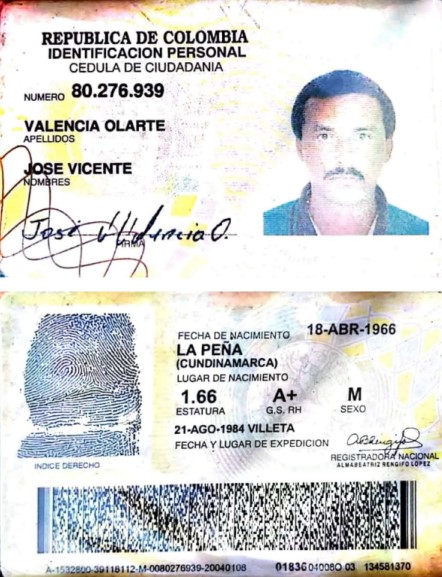 REPUBLICA DE COLOMBIA
IDENTIFICACION PERSONAL
CEDULA DE CIUDADANIA
NUMERO 80.276.939
VALENCIA OLARTE
APELLIDOS
JOSE VICENTE
NOMBRES
José Valencia O.
FIRMA
FECHA DE NACIMIENTO 18-ABR-1966
LA PEÑA
(CUNDINAMARCA)
LUGAR DE NACIMIENTO
1.66 A+ M
ESTATURA G.S. RH SEXO
21-AGO-1984 VILLETA
FECHA Y LUGAR DE EXPEDICION
REGISTRADORA NACIONAL
ALMABEATRIZ RENGIFO LOPEZ
INDICE DERECHO
A-1532800-39118112-M-0080276939-20040108 01836 04008O 03 134581370